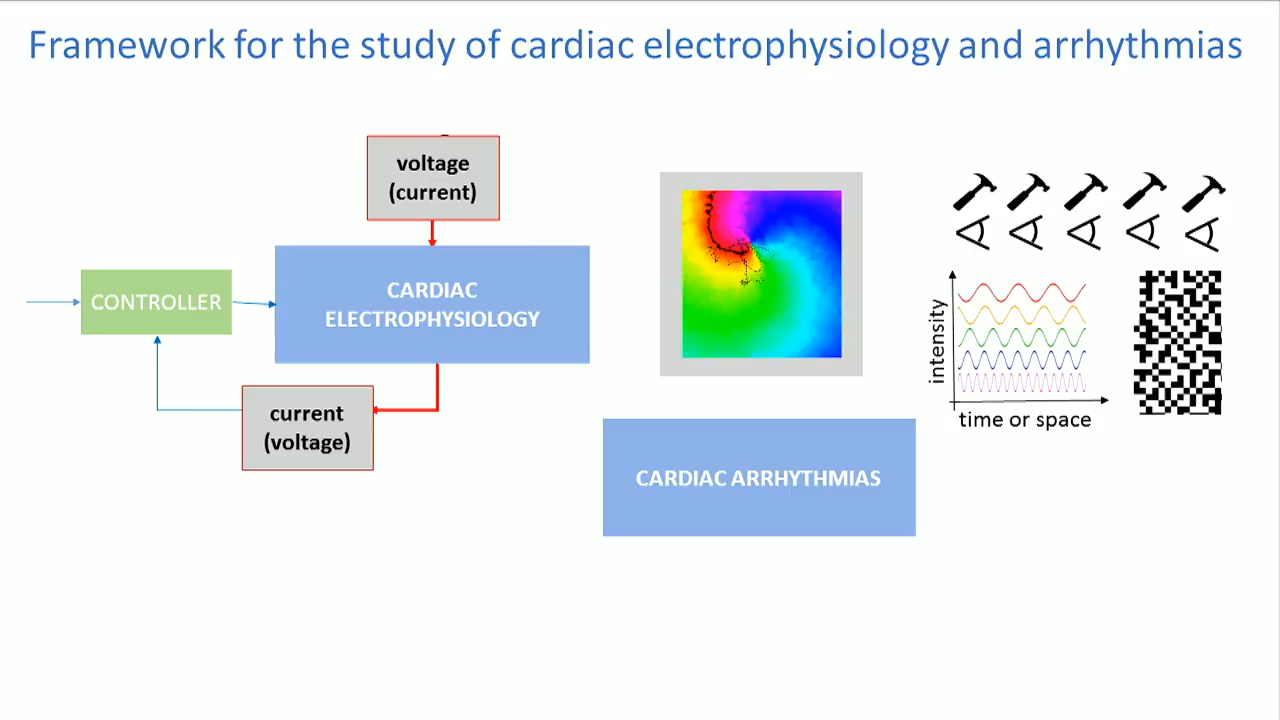 Framework for the study of cardiac electrophysiology and arrhythmias
voltage
(current)
CONTROLLER
CARDIAC
ELECTROPHYSIOLOGY
current
(voltage)
CARDIAC ARRHYTHMIAS
intensity
time or space